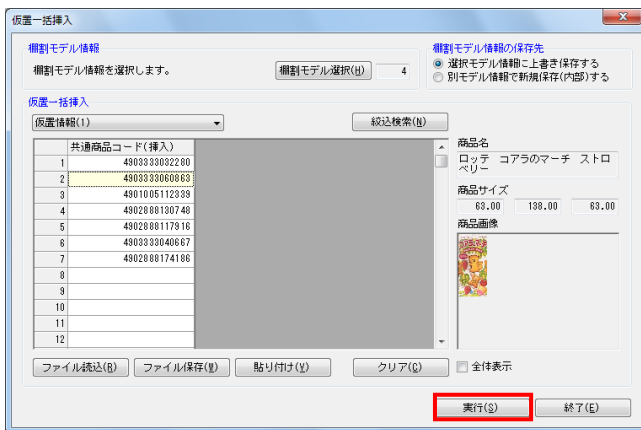 仮置一括挿入
棚割モデル情報
棚割モデル情報を選択します。
棚割モデル選択(H)
4
棚割モデル情報の保存先
選択モデル情報に上書き保存する
別モデル情報で新規保存(内部)する
仮置一括挿入
仮置情報(1)
絞込検索(N)
共通商品コード(挿入)
1 4903333032280
2 4903333060863
3 4901005112339
4 4902888130748
5 4902888117916
6 4903333040667
7 4902888174186
8
9
10
11
12
商品名
ロッテ コアラのマーチ ストロ
ベリー
商品サイズ
63.00 138.00 63.00
商品画像
ファイル読込(R)
ファイル保存(W)
貼り付け(Y)
クリア(C)
全体表示
実行(S)
終了(E)